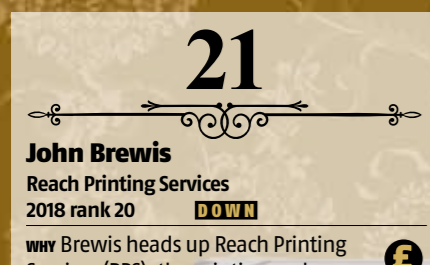 21
John Brewis
Reach Printing Services
2018 rank 20 DOWN
WHY Brewis heads up Reach Printing
£